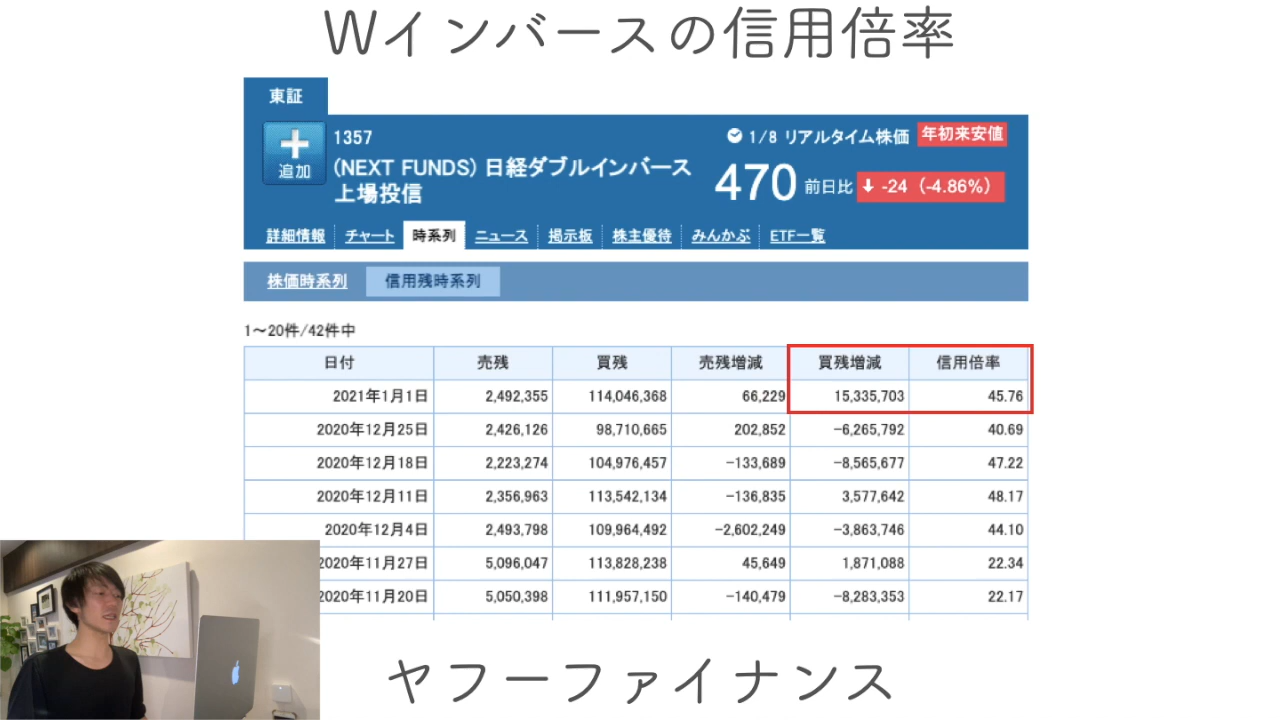 Wインバースの信用倍率
東証
追加
1357
(NEXT FUNDS) 日経ダブルインバース
上場投信
1/8 リアルタイム株価 年初来安値
470 前日比 -24 (-4.86%)
詳細情報 チャート 時系列 ニュース 掲示板 株主優待 みんかぶ ETF一覧
株価時系列 信用残時系列
1～20件/42件中
日付 売残 買残 売残増減 買残増減 信用倍率
2021年1月1日 2,492,355 114,046,368 66,229 15,335,703 45.76
2020年12月25日 2,426,126 98,710,665 202,852 −6,265,792 40.69
2020年12月18日 2,223,274 104,976,457 −133,689 −8,565,677 47.22
2020年12月11日 2,356,963 113,542,134 −136,835 3,577,642 48.17
2020年12月4日 2,493,798 109,964,492 −2,602,249 −3,863,746 44.10
2020年11月27日 5,096,047 113,828,238 45,649 1,871,088 22.34
2020年11月20日 5,050,398 111,957,150 −140,479 −8,283,353 22.17
ヤフーファイナンス